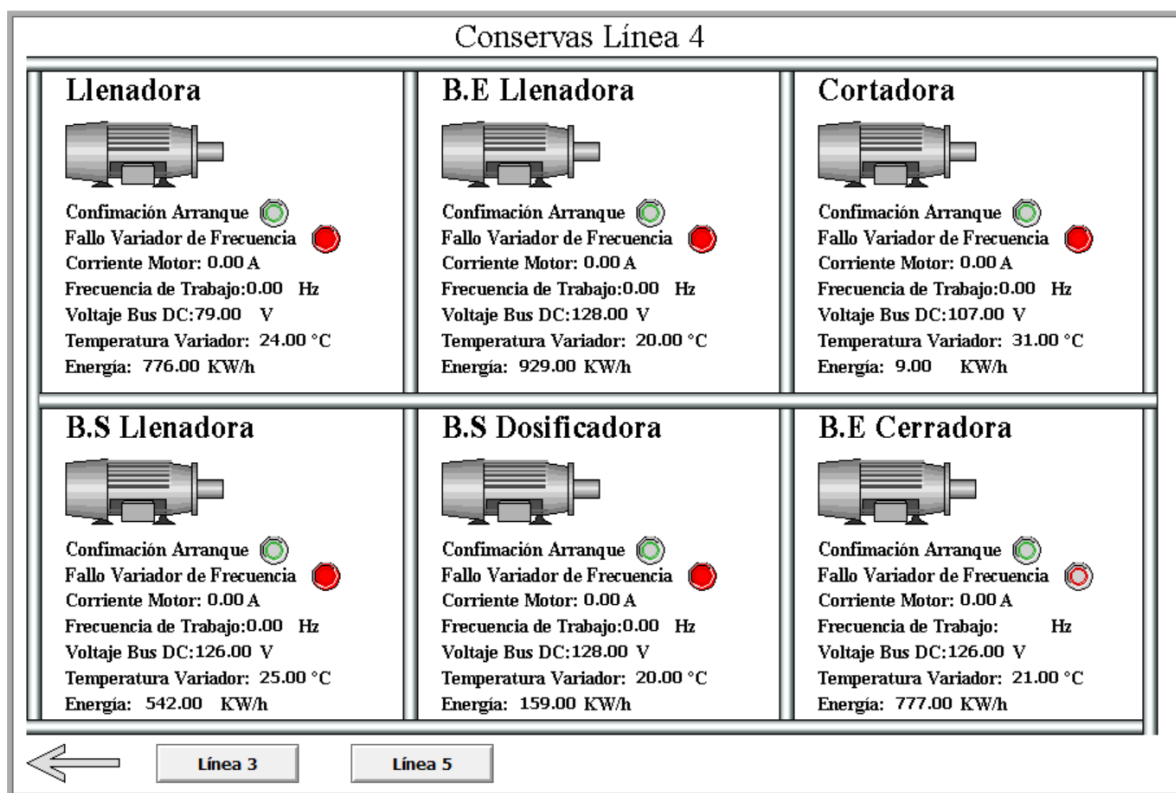 Conservas Línea 4
Llenadora
Confimación Arranque
Fallo Variador de Frecuencia
Corriente Motor: 0.00 A
Frecuencia de Trabajo:0.00 Hz
Voltaje Bus DC:79.00 V
Temperatura Variador: 24.00 °C
Energía: 776.00 KW/h
B.E Llenadora
Confimación Arranque
Fallo Variador de Frecuencia
Corriente Motor: 0.00 A
Frecuencia de Trabajo:0.00 Hz
Voltaje Bus DC:128.00 V
Temperatura Variador: 20.00 °C
Energía: 929.00 KW/h
Cortadora
Confimación Arranque
Fallo Variador de Frecuencia
Corriente Motor: 0.00 A
Frecuencia de Trabajo:0.00 Hz
Voltaje Bus DC:107.00 V
Temperatura Variador: 31.00 °C
Energía: 9.00 KW/h
B.S Llenadora
Confimación Arranque
Fallo Variador de Frecuencia
Corriente Motor: 0.00 A
Frecuencia de Trabajo:0.00 Hz
Voltaje Bus DC:126.00 V
Temperatura Variador: 25.00 °C
Energía: 542.00 KW/h
B.S Dosificadora
Confimación Arranque
Fallo Variador de Frecuencia
Corriente Motor: 0.00 A
Frecuencia de Trabajo:0.00 Hz
Voltaje Bus DC:128.00 V
Temperatura Variador: 20.00 °C
Energía: 159.00 KW/h
B.E Cerradora
Confimación Arranque
Fallo Variador de Frecuencia
Corriente Motor: 0.00 A
Frecuencia de Trabajo: Hz
Voltaje Bus DC:126.00 V
Temperatura Variador: 21.00 °C
Energía: 777.00 KW/h
Línea 3
Línea 5